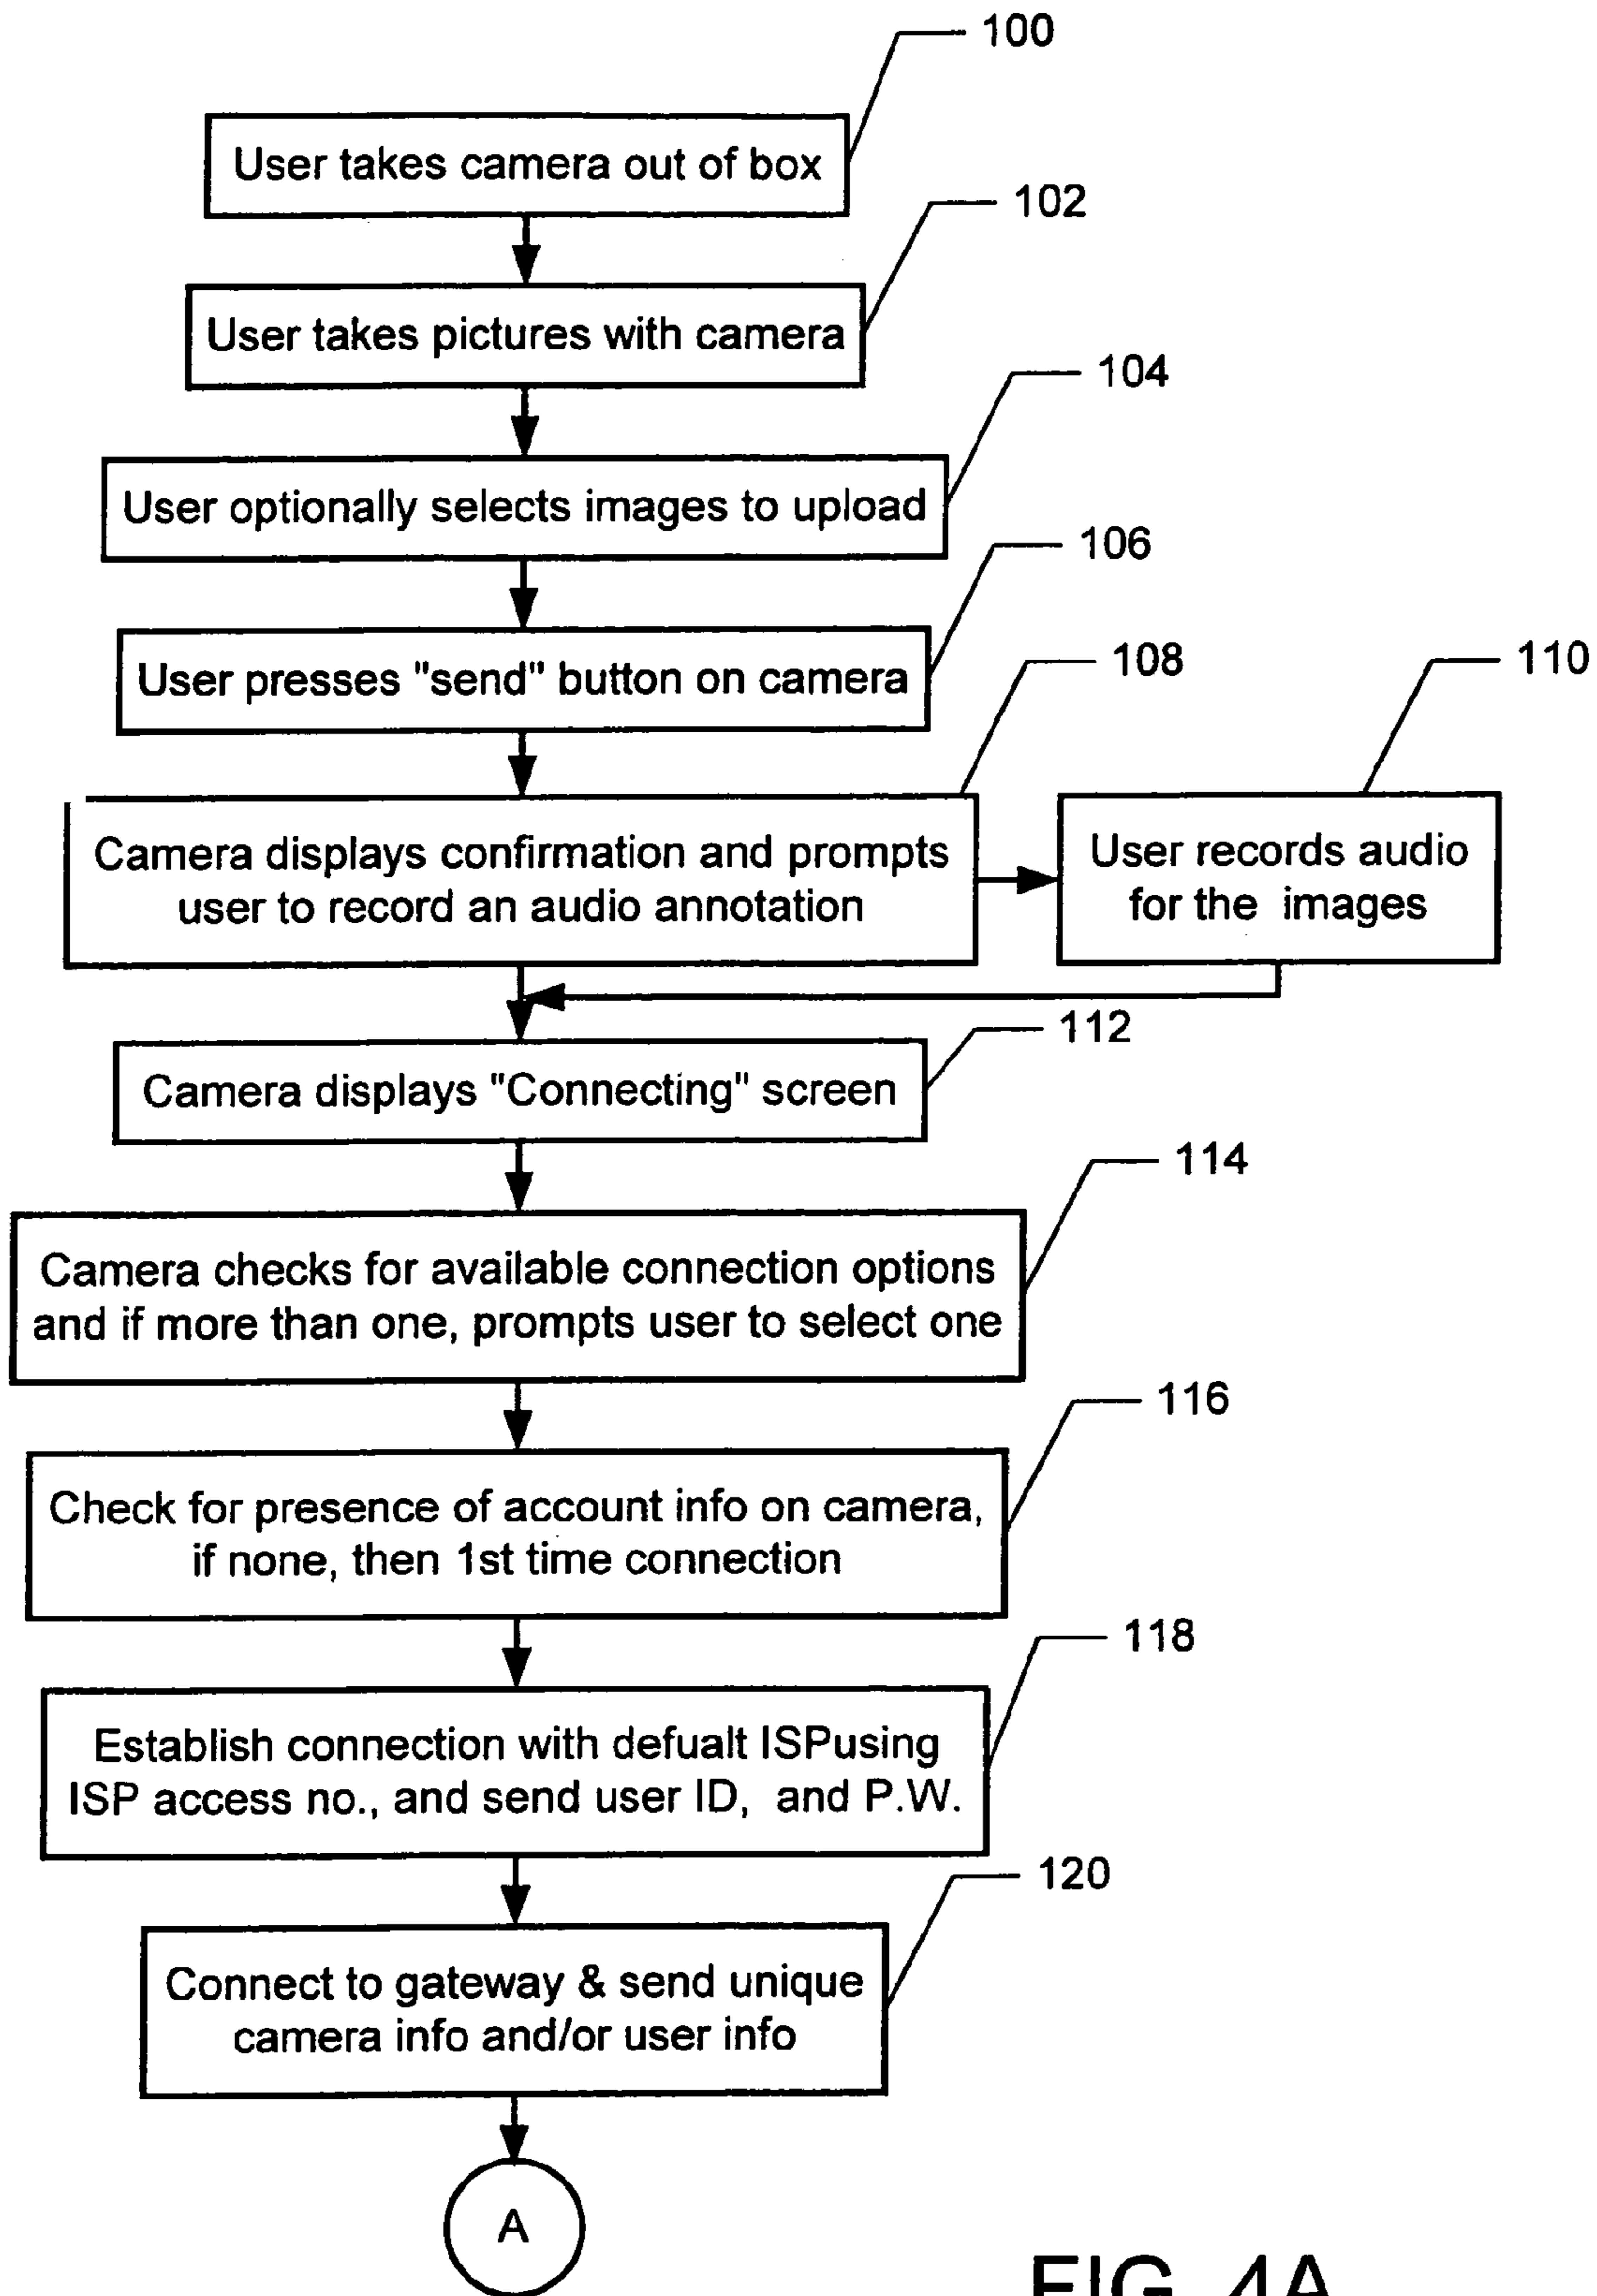 100
User takes camera out of box
102
User takes pictures with camera
104
User optionally selects images to upload
106
User presses "send" button on camera
108
110
Camera displays confirmation and prompts
user to record an audio annotation
User records audio
for the images
112
Camera displays "Connecting" screen
114
Camera checks for available connection options
and if more than one, prompts user to select one
116
Check for presence of account info on camera,
if none, then 1st time connection
118
Establish connection with defualt ISPusing
ISP access no., and send user ID, and P.W.
120
Connect to gateway & send unique
camera info and/or user info
A
FIG. 4A